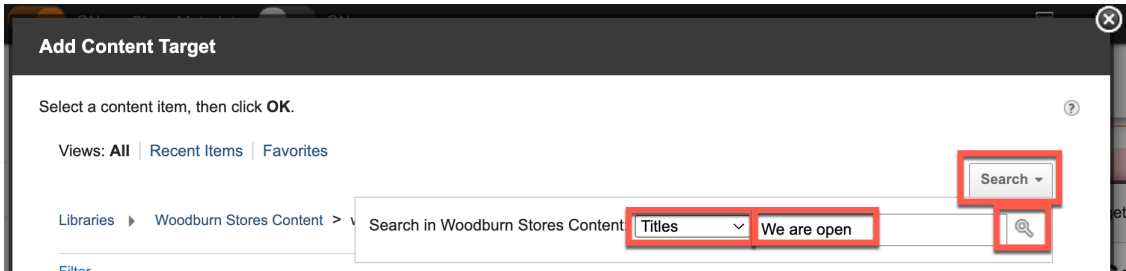 Add Content Target
Select a content item, then click OK.
Views: All Recent Items Favorites
Search
Libraries Woodburn Stores Content >
Search in Woodburn Stores Content: Titles We are open
Filter